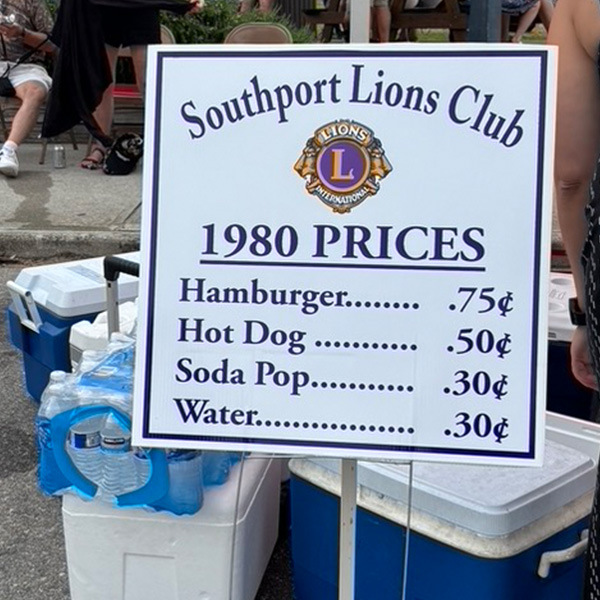 Southport Lions Club
LIONS
L
INTERNATIONAL
1980 PRICES
Hamburger........ .75¢
Hot Dog ............ .50¢
Soda Pop............ .30¢
Water.................. .30¢